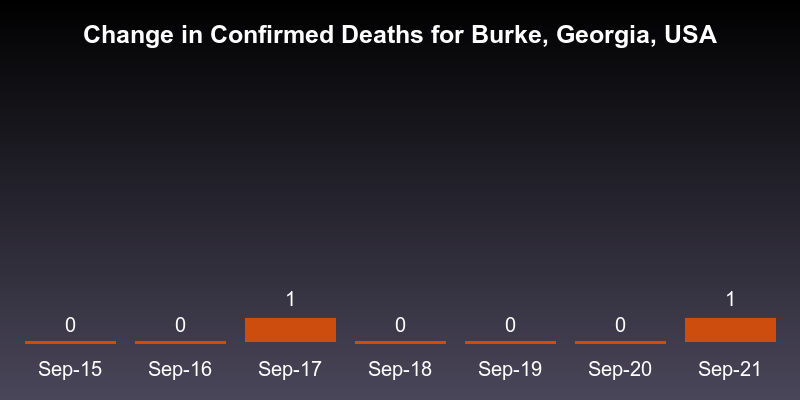 Change in Confirmed Deaths for Burke, Georgia, USA
0 0 1 0 0 0 1
Sep-15 Sep-16 Sep-17 Sep-18 Sep-19 Sep-20 Sep-21